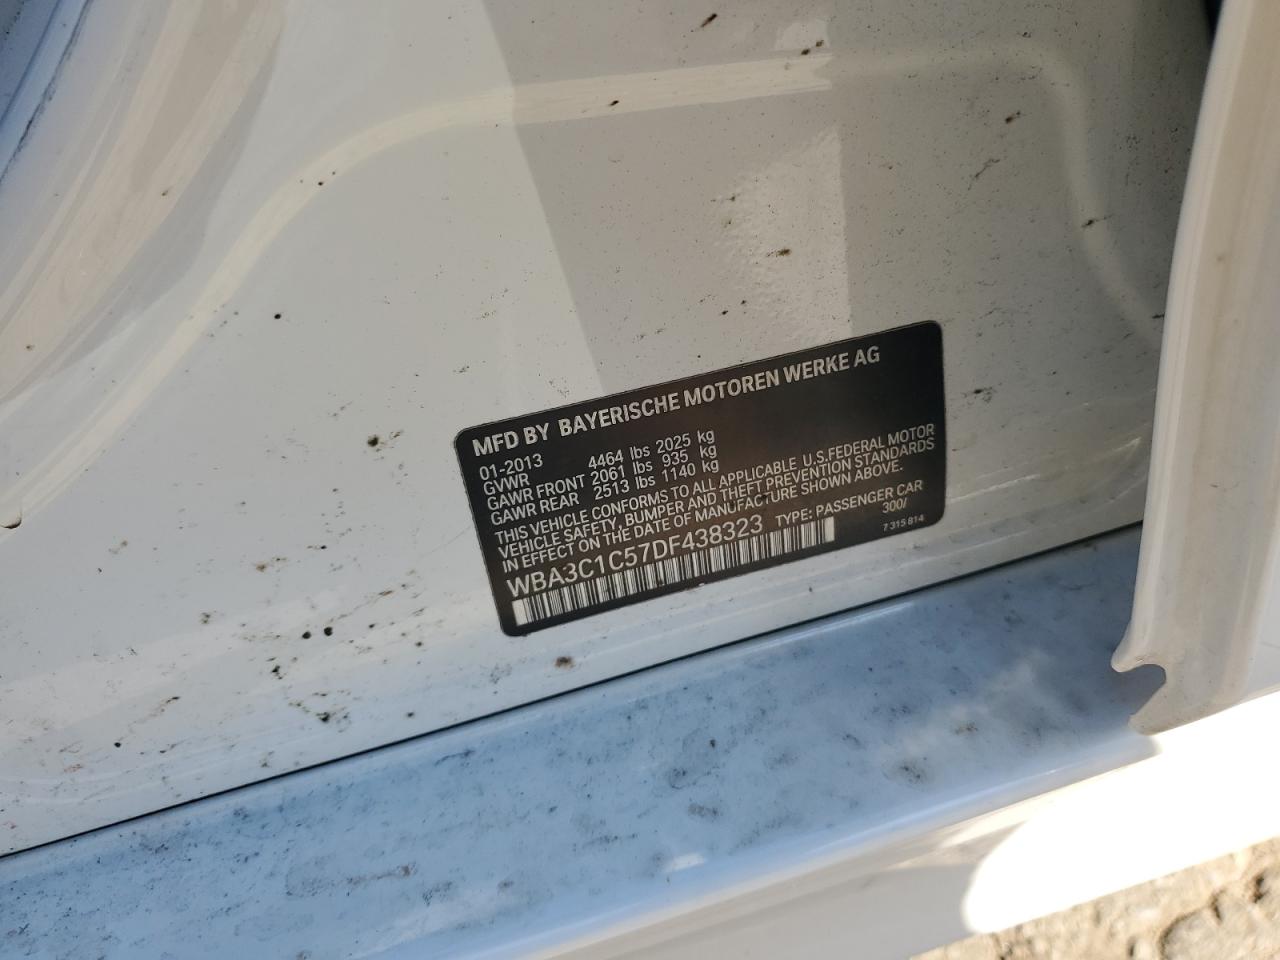 MFD BY BAYERISCHE MOTOREN WERKE AG
01-2013
GVWR 4464 lbs 2025 kg
GAWR FRONT 2061 lbs 935 kg
GAWR REAR 2513 lbs 1140 kg
THIS VEHICLE CONFORMS TO ALL APPLICABLE U.S.FEDERAL MOTOR
VEHICLE SAFETY, BUMPER AND THEFT PREVENTION STANDARDS
IN EFFECT ON THE DATE OF MANUFACTURE SHOWN ABOVE.
WBA3C1C57DF438323 TYPE: PASSENGER CAR
300/
7 315 814